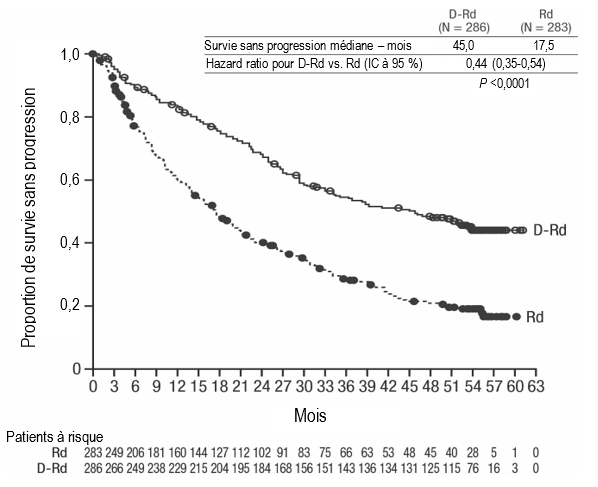 D-Rd Rd
(N = 286) (N = 283)
Survie sans progression médiane – mois 45,0 17,5
Hazard ratio pour D-Rd vs. Rd (IC à 95 %) 0,44 (0,35-0,54)
P <0,0001
Proportion de survie sans progression
1,0
0,8
0,6
0,4
0,2
0
D-Rd
Rd
0 3 6 9 12 15 18 21 24 27 30 33 36 39 42 45 48 51 54 57 60 63
Mois
Patients à risque
Rd 283 249 206 181 160 144 127 112 102 91 83 75 66 63 53 48 45 40 28 5 1 0
D-Rd 286 266 249 238 229 215 204 195 184 168 156 151 143 136 134 131 125 115 76 16 3 0